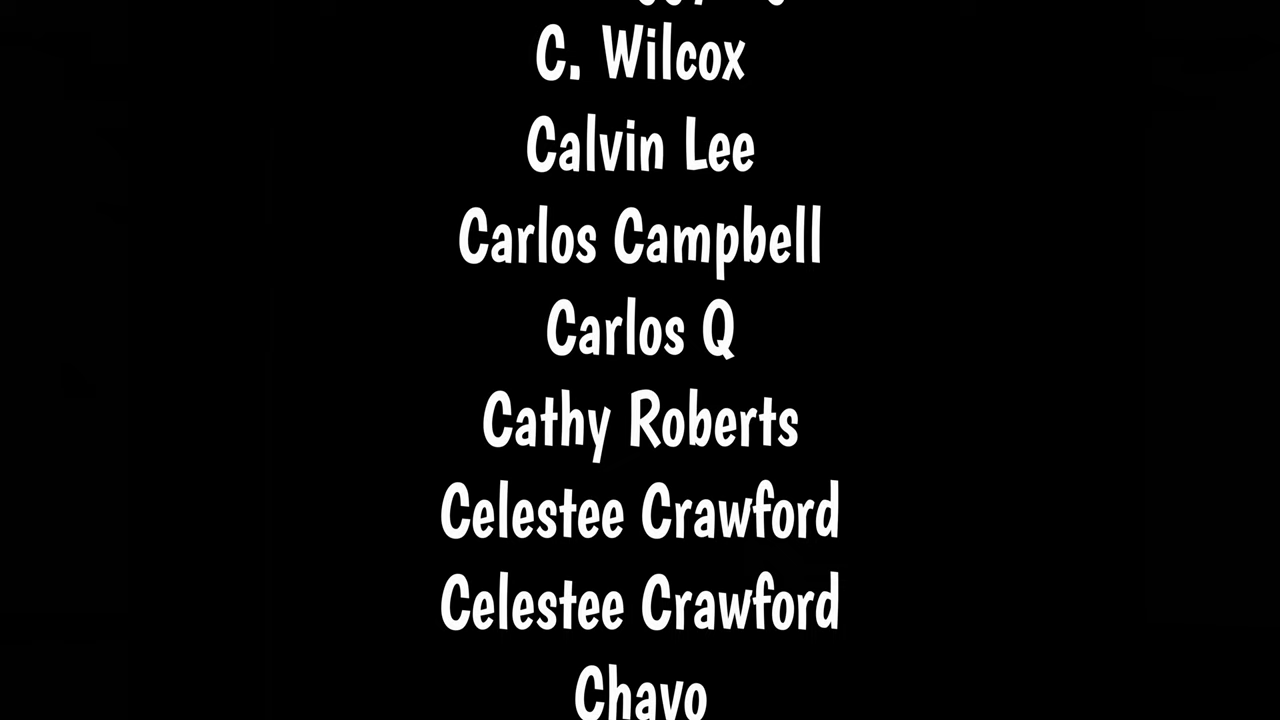 C. Wilcox
Calvin Lee
Carlos Campbell
Carlos Q
Cathy Roberts
Celestee Crawford
Celestee Crawford
Chavo